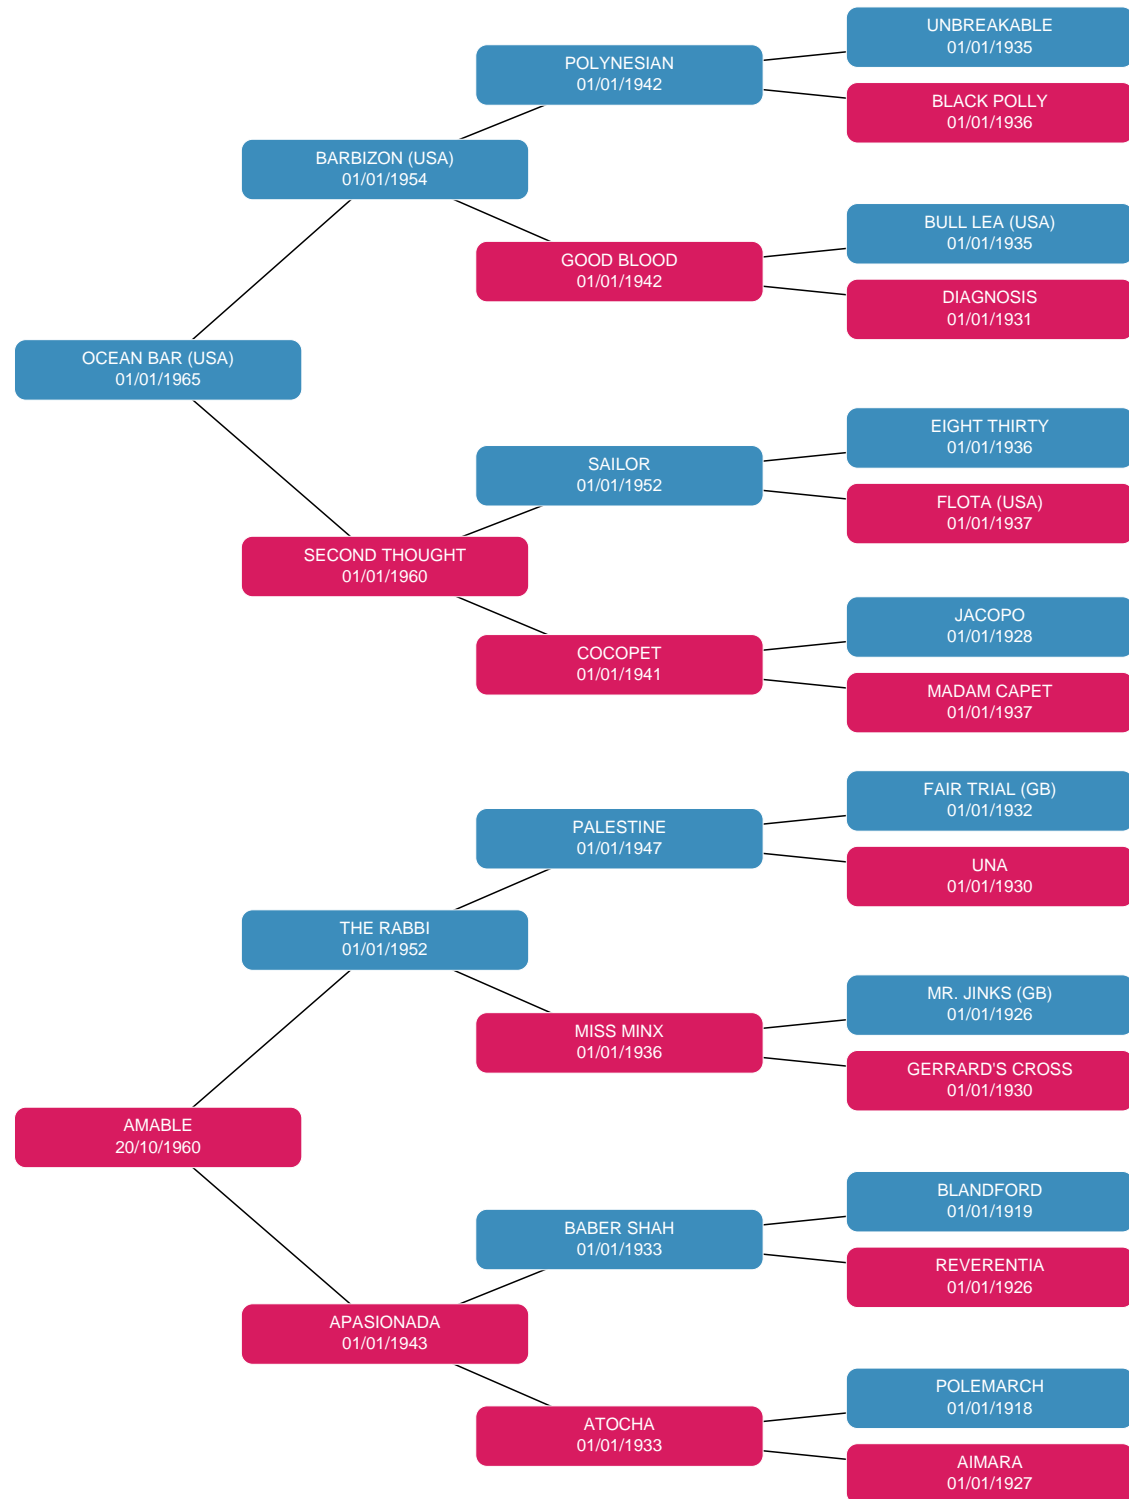 UNBREAKABLE
01/01/1935
POLYNESIAN
01/01/1942
BLACK POLLY
01/01/1936
BARBIZON (USA)
01/01/1954
BULL LEA (USA)
01/01/1935
GOOD BLOOD
01/01/1942
DIAGNOSIS
01/01/1931
OCEAN BAR (USA)
01/01/1965
EIGHT THIRTY
01/01/1936
SAILOR
01/01/1952
FLOTA (USA)
01/01/1937
SECOND THOUGHT
01/01/1960
JACOPO
01/01/1928
COCOPET
01/01/1941
MADAM CAPET
01/01/1937
FAIR TRIAL (GB)
01/01/1932
PALESTINE
01/01/1947
UNA
01/01/1930
THE RABBI
01/01/1952
MR. JINKS (GB)
01/01/1926
MISS MINX
01/01/1936
GERRARD'S CROSS
01/01/1930
AMABLE
20/10/1960
BLANDFORD
01/01/1919
BABER SHAH
01/01/1933
REVERENTIA
01/01/1926
APASIONADA
01/01/1943
POLEMARCH
01/01/1918
ATOCHA
01/01/1933
AIMARA
01/01/1927